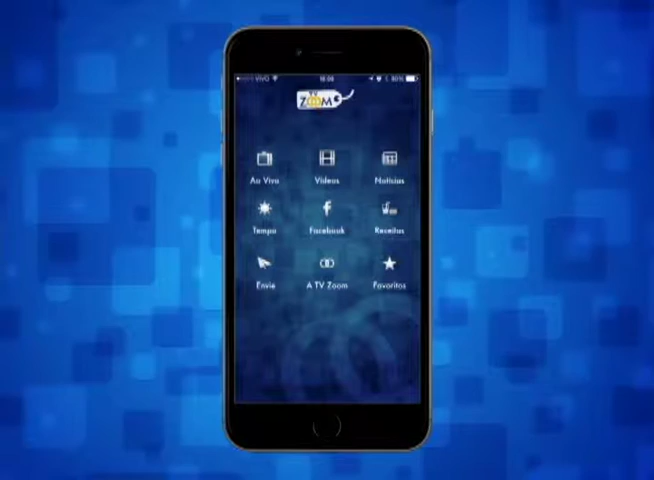 VIVO
TV
ZOOM
Ao Vivo Vídeos Notícias
Tempo Facebook Receitas
Envie A TV Zoom Favoritos